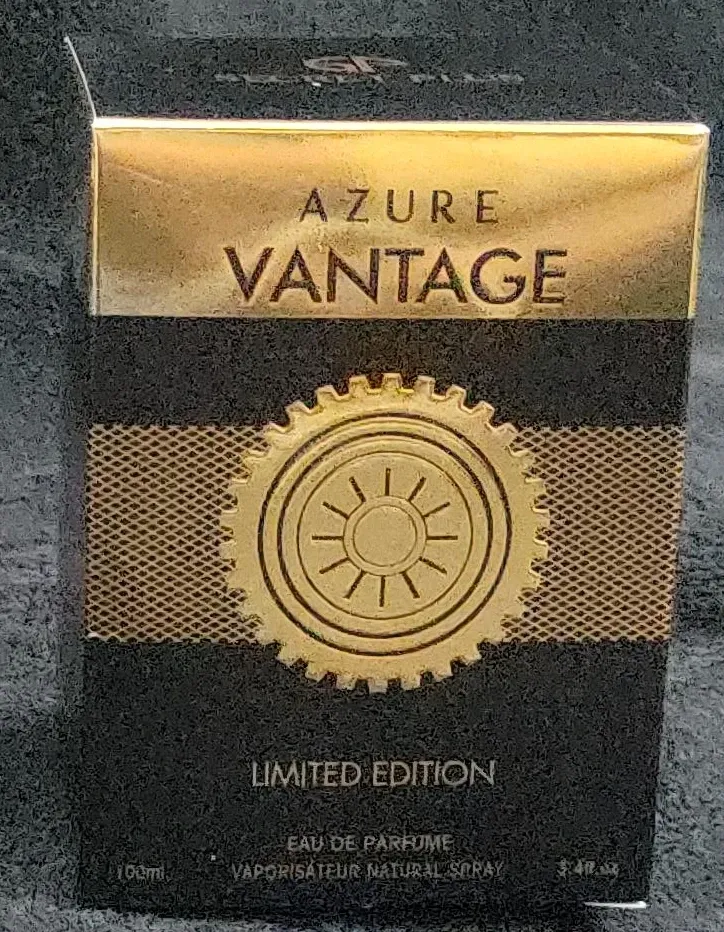 AZURE
VANTAGE
LIMITED EDITION
EAU DE PARFUME
100ml. VAPORISATEUR NATURAL SPRAY 3.4fl oz